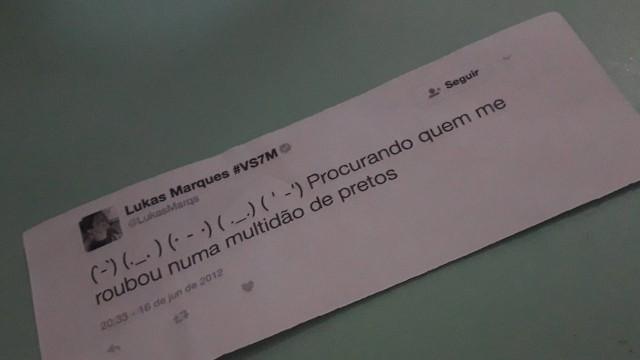 Seguir
Lukas Marques #VS7M
@LukasMarqs
(·-·) (._. ) (· - ·) ( ._.) ( ' -') Procurando quem me
roubou numa multidão de pretos
20:33 - 16 de jun de 2012